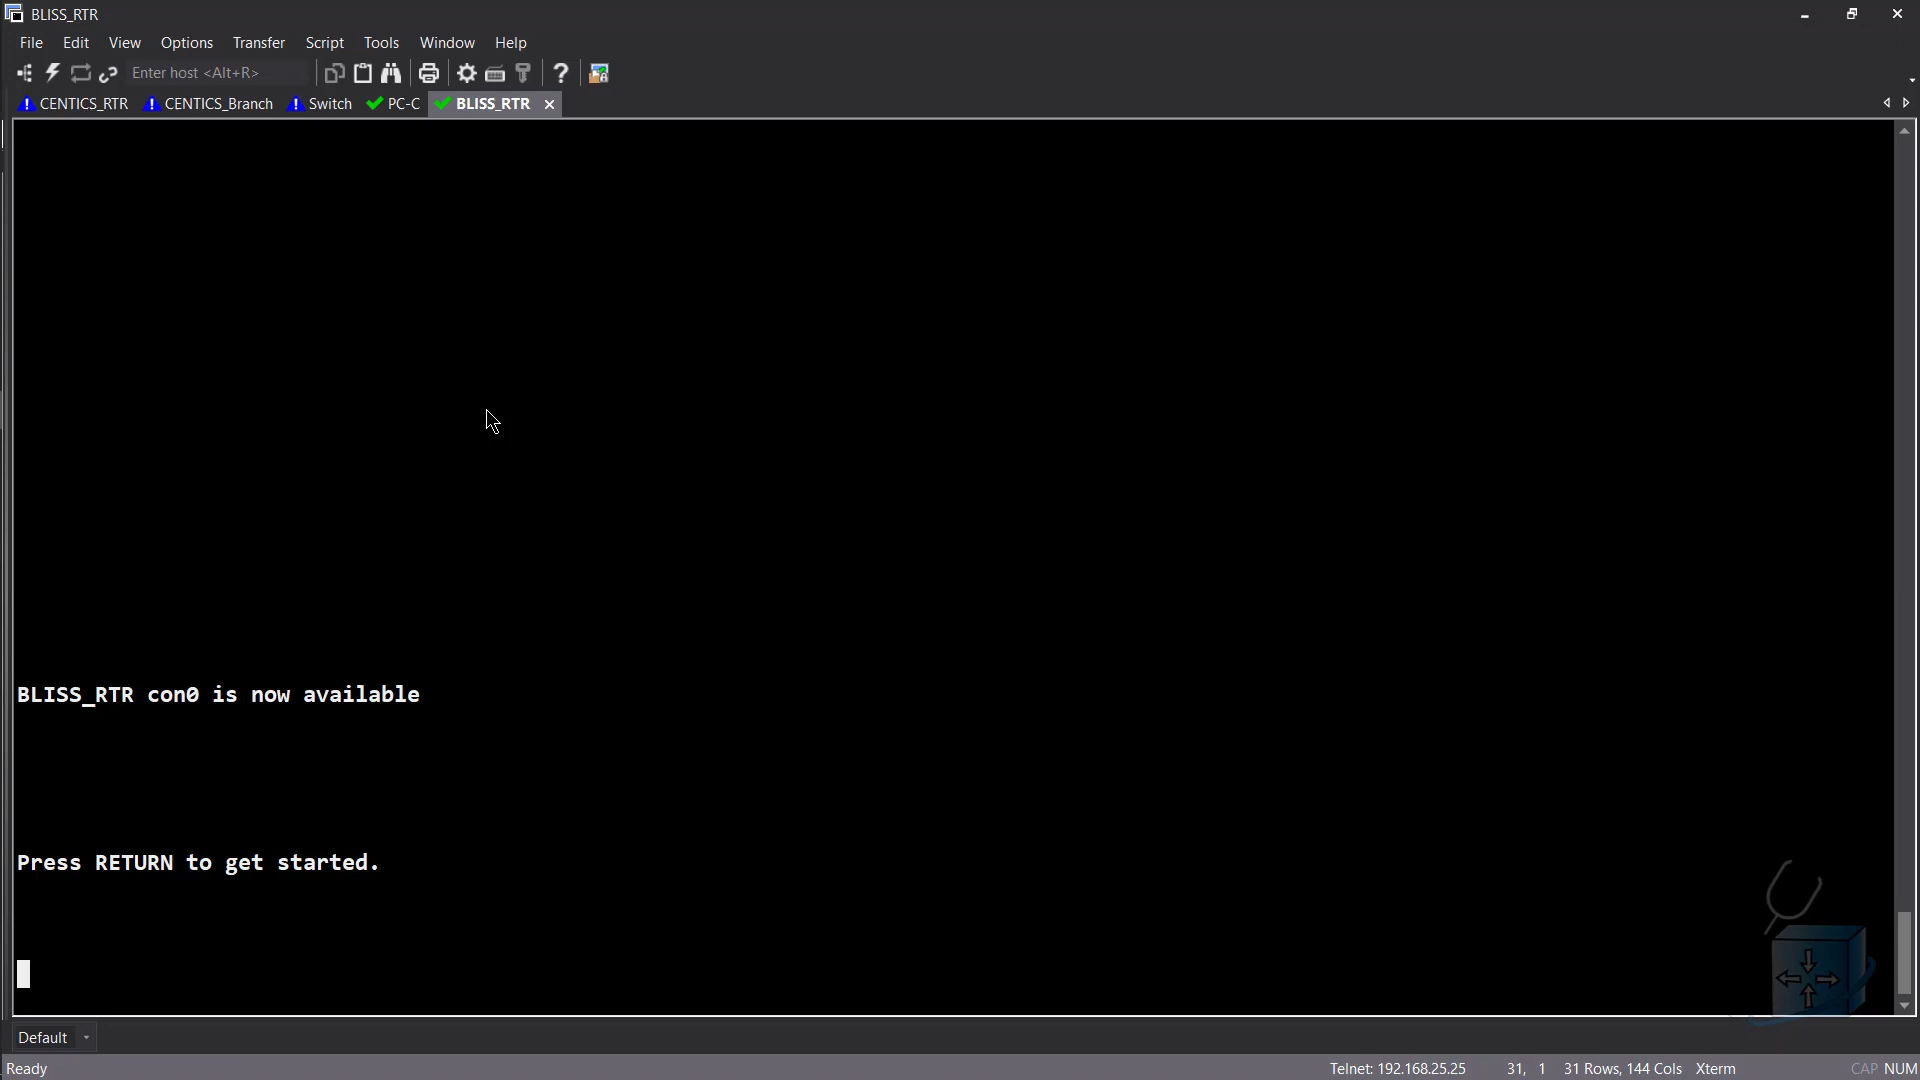 BLISS_RTR
File Edit View Options Transfer Script Tools Window Help
Enter host <Alt+R>
CENTICS_RTR CENTICS_Branch Switch PC-C BLISS_RTR
BLISS_RTR con0 is now available
Press RETURN to get started.
Default
Ready Telnet: 192.168.25.25 31, 1 31 Rows, 144 Cols Xterm CAP NUM